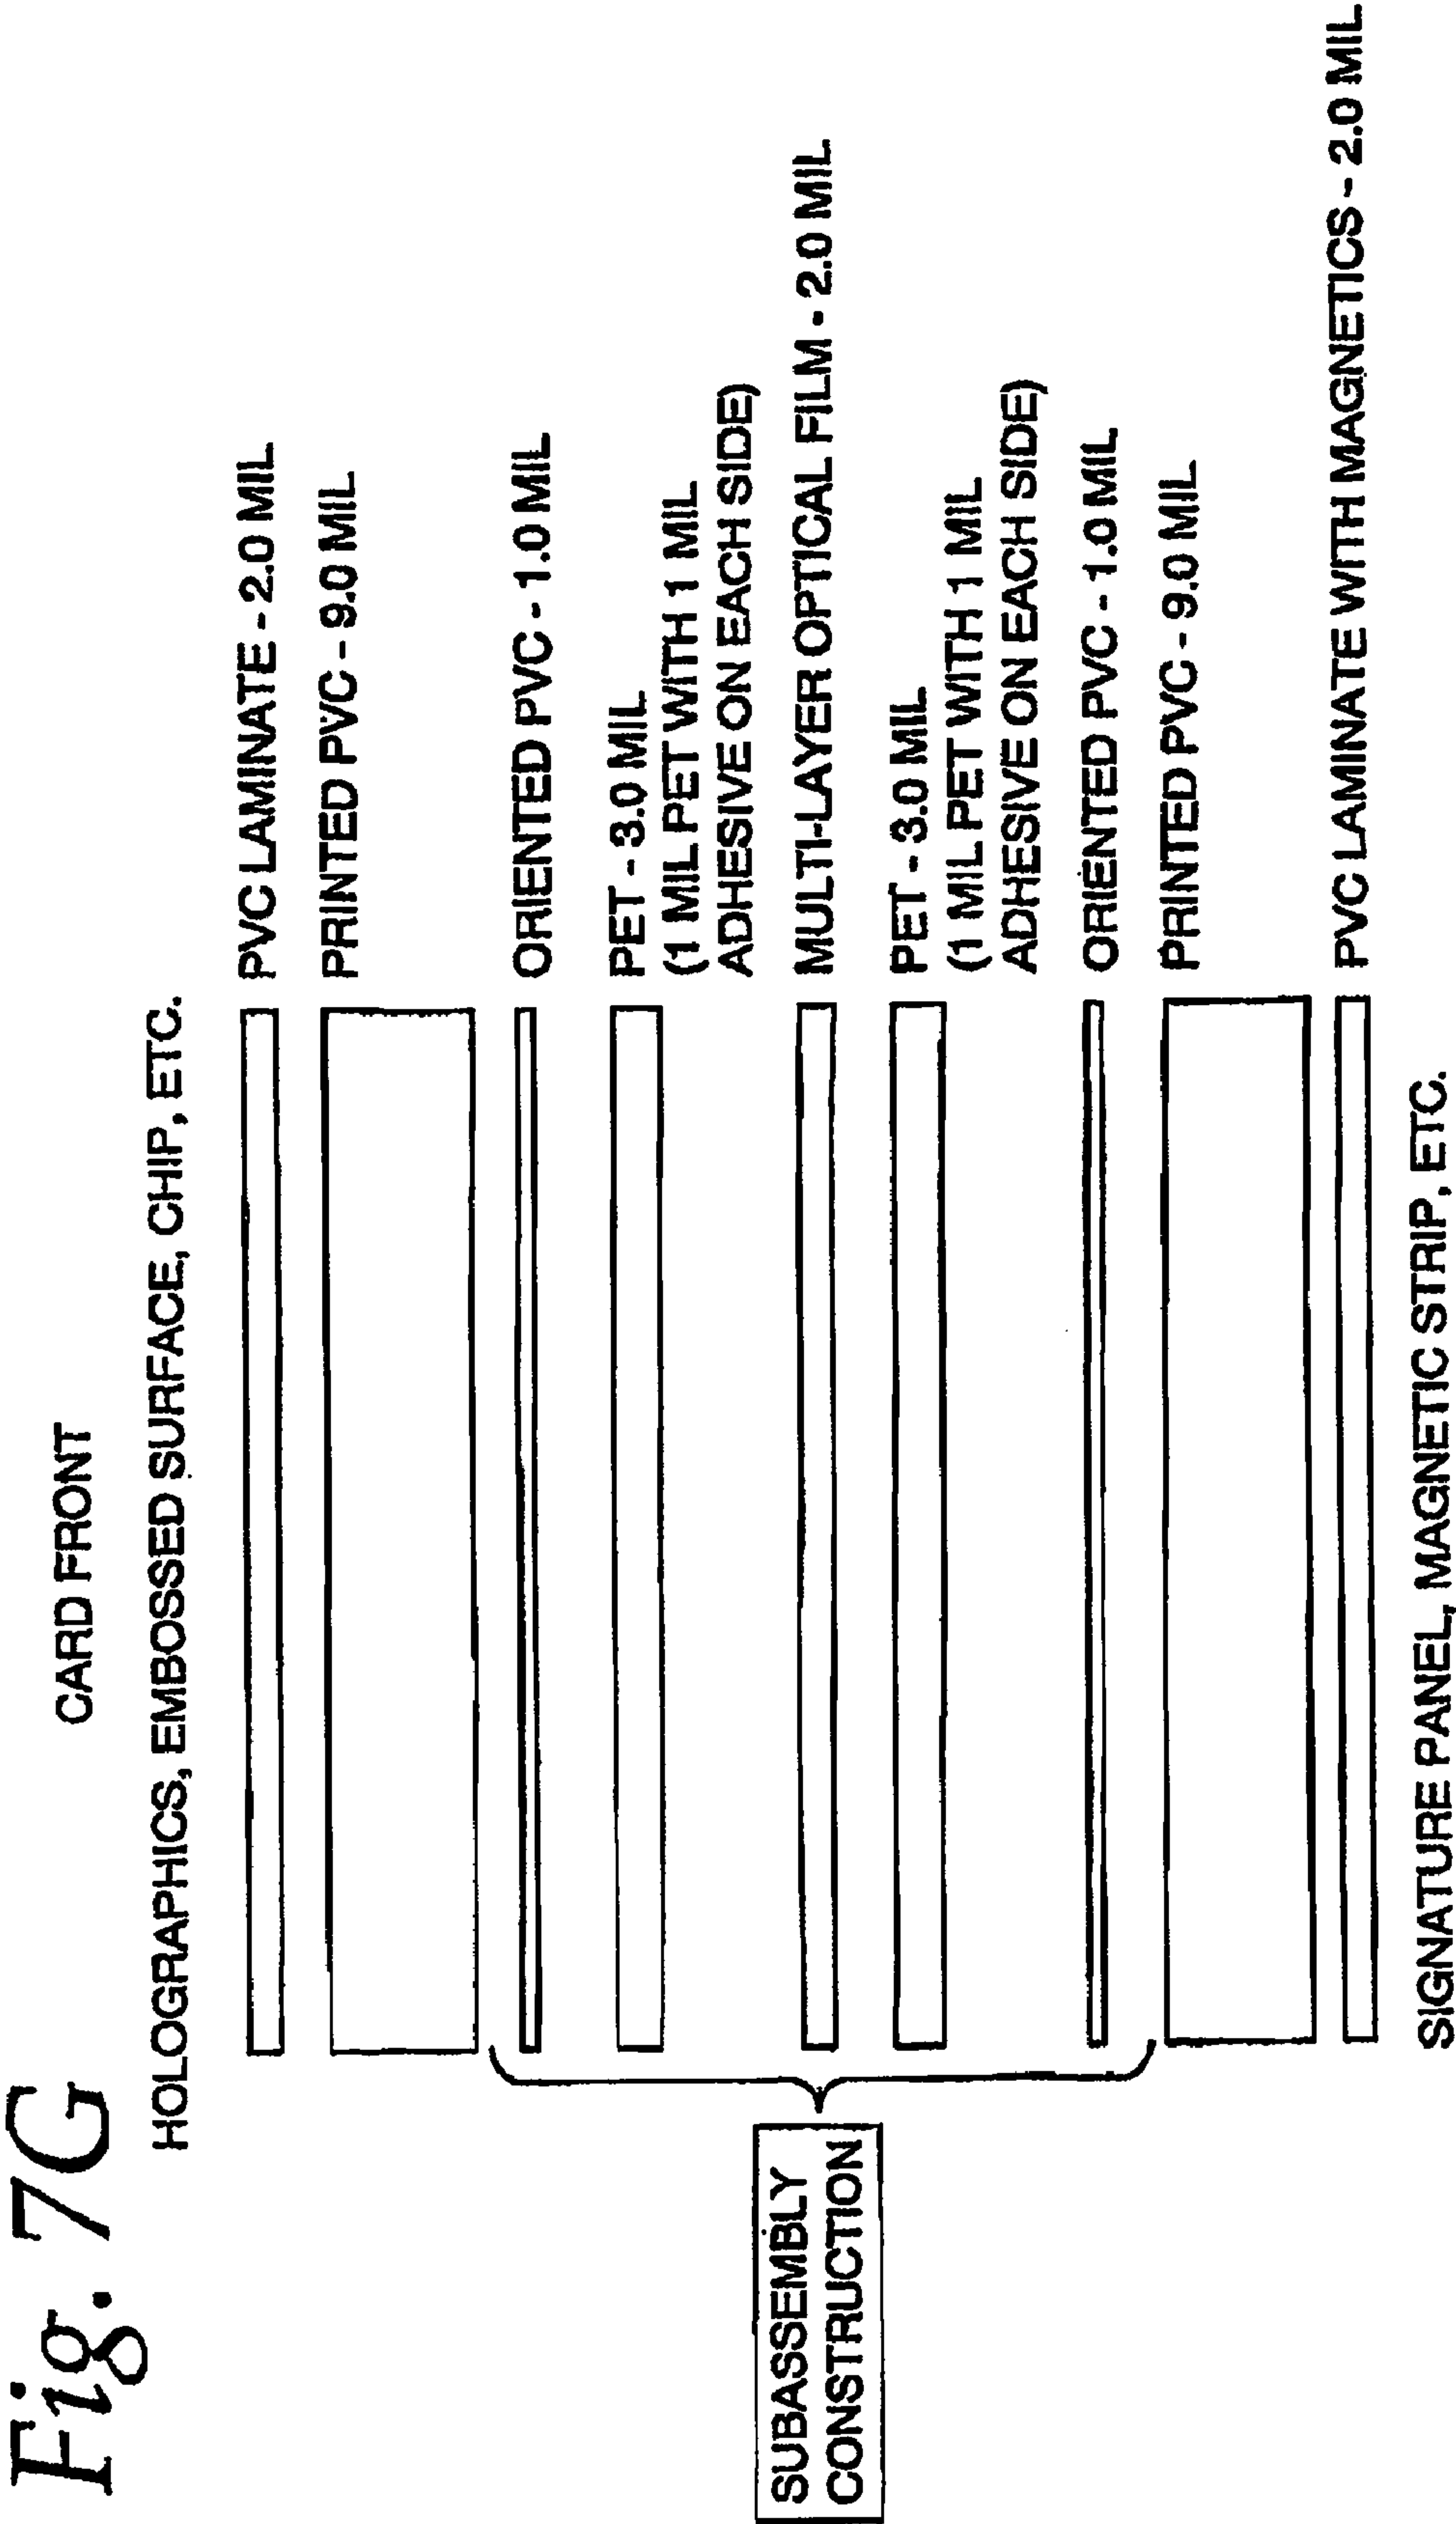 Fig. 7G
CARD FRONT
HOLOGRAPHICS, EMBOSSED SURFACE, CHIP, ETC.
PVC LAMINATE - 2.0 MIL
PRINTED PVC - 9.0 MIL
ORIENTED PVC - 1.0 MIL
PET - 3.0 MIL
(1 MIL PET WITH 1 MIL
ADHESIVE ON EACH SIDE)
SUBASSEMBLY
CONSTRUCTION
MULTI-LAYER OPTICAL FILM - 2.0 MIL
PET - 3.0 MIL
(1 MIL PET WITH 1 MIL
ADHESIVE ON EACH SIDE)
ORIENTED PVC - 1.0 MIL
PRINTED PVC - 9.0 MIL
PVC LAMINATE WITH MAGNETICS - 2.0 MIL
SIGNATURE PANEL, MAGNETIC STRIP, ETC.